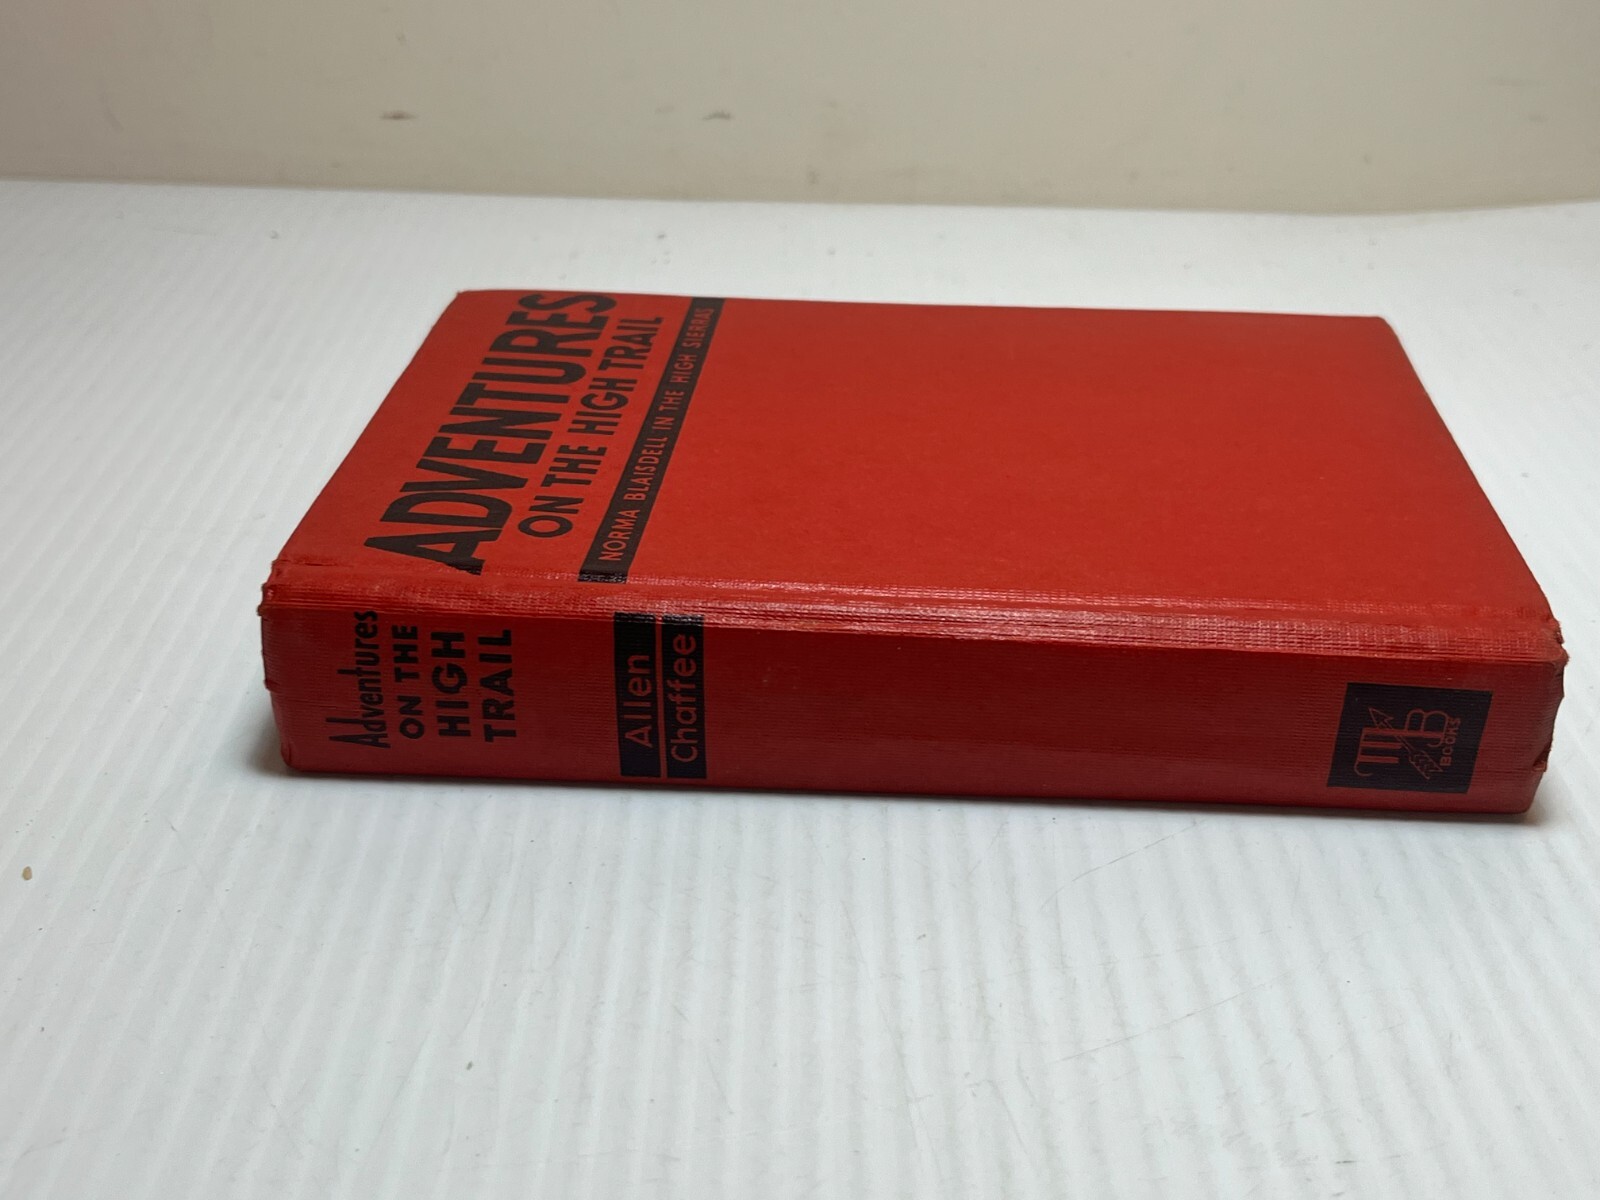 ADVENTURES
ON THE HIGH TRAIL
NORMA BLAISDELL IN THE HIGH SIERRAS
Adventures
ON THE
HIGH
TRAIL
Allen
Chaffee
MB
BOOKS